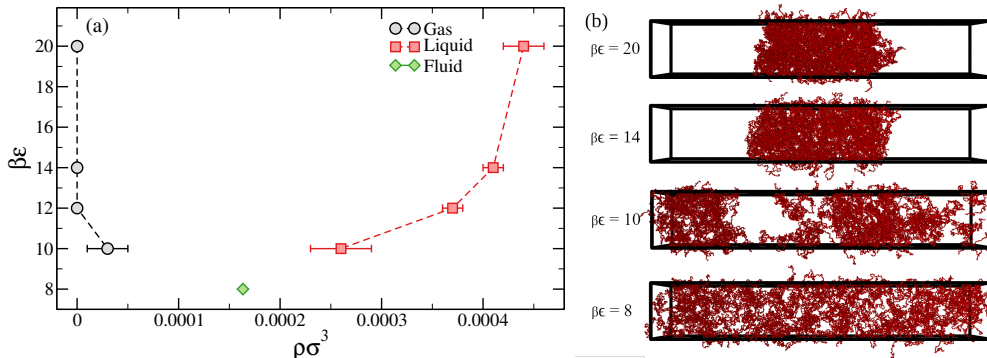 (a)
Gas
Liquid
Fluid
20
18
16
14
12
10
8
βε
0
0.0001
0.0002
0.0003
0.0004
ρσ³
(b)
βε = 20
βε = 14
βε = 10
βε = 8